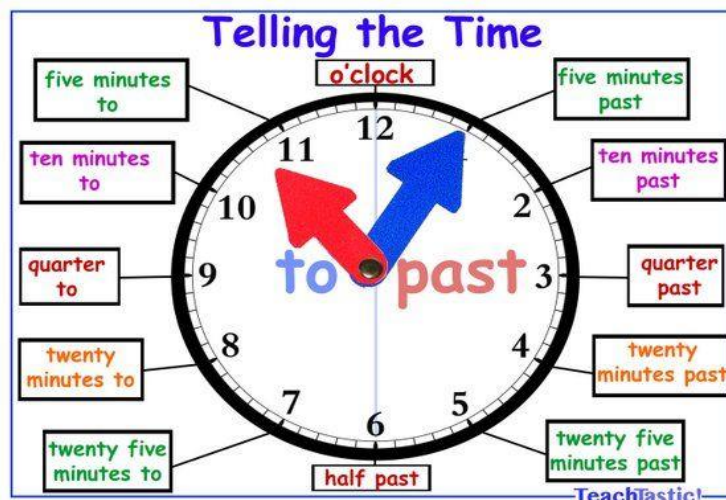 Telling the Time
o'clock
five minutes
to
five minutes
past
ten minutes
to
ten minutes
past
quarter
to
quarter
past
twenty
minutes to
twenty
minutes past
twenty five
minutes to
twenty five
minutes past
half past
12
2
3
4
5
6
7
8
9
10
11
to past
TeachTastic!